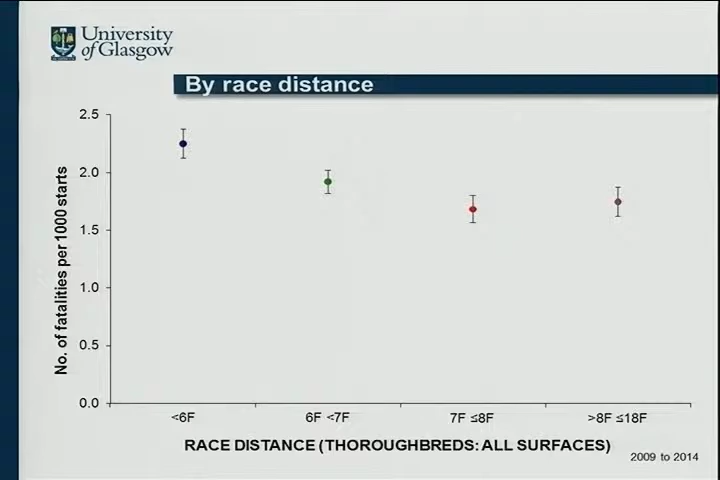 University
of Glasgow
By race distance
No. of fatalities per 1000 starts
2.5
2.0
1.5
1.0
0.5
0.0
<6F
6F <7F
7F ≤8F
>8F ≤18F
RACE DISTANCE (THOROUGHBREDS: ALL SURFACES)
2009 to 2014